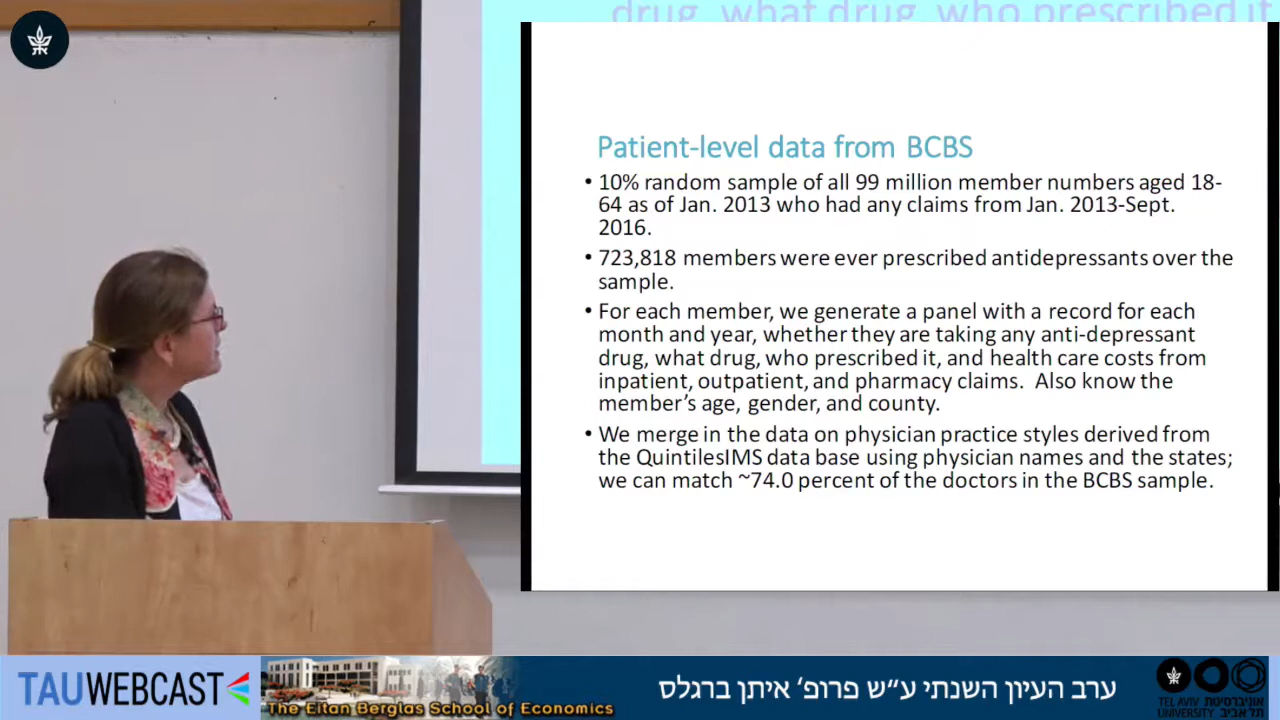 drug, what drug, who prescribed it
Patient-level data from BCBS
• 10% random sample of all 99 million member numbers aged 18-
64 as of Jan. 2013 who had any claims from Jan. 2013-Sept.
2016.
• 723,818 members were ever prescribed antidepressants over the
sample.
• For each member, we generate a panel with a record for each
month and year, whether they are taking any anti-depressant
drug, what drug, who prescribed it, and health care costs from
inpatient, outpatient, and pharmacy claims. Also know the
member's age, gender, and county.
• We merge in the data on physician practice styles derived from
the QuintilesIMS data base using physician names and the states;
we can match ~74.0 percent of the doctors in the BCBS sample.
TAUWEBCAST
The Eitan Berglas School of Economics
ערב העיון השנתי ע״ש פרופ׳ איתן ברגלס
TEL AVIV אוניברסיטת
UNIVERSITY תל אביב